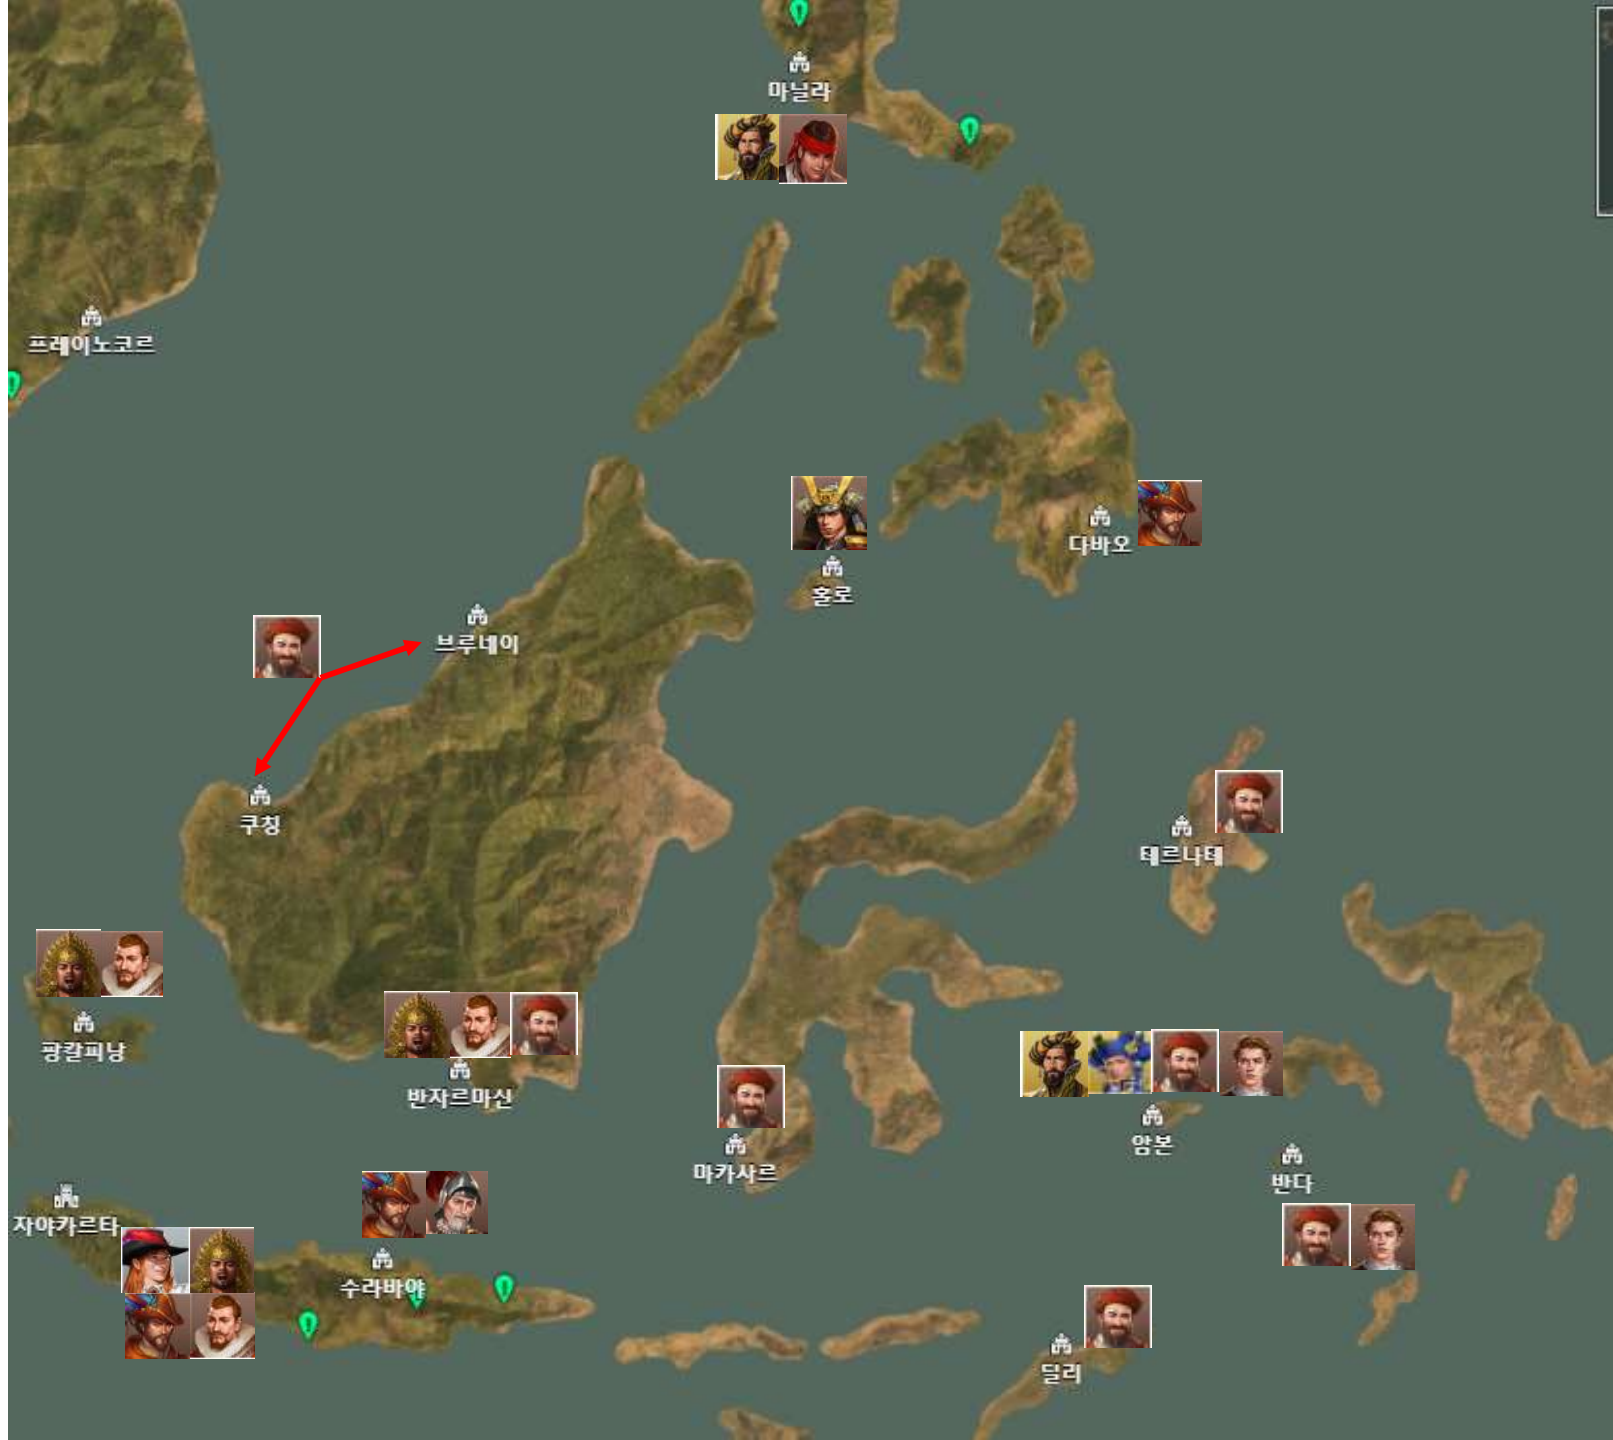 마닐라
프레이노코르
다바오
홀로
브루네이
쿠칭
테르나테
팡칼피낭
반자르마신
암본
마카사르
반다
자야카르타
수라바야
딜리